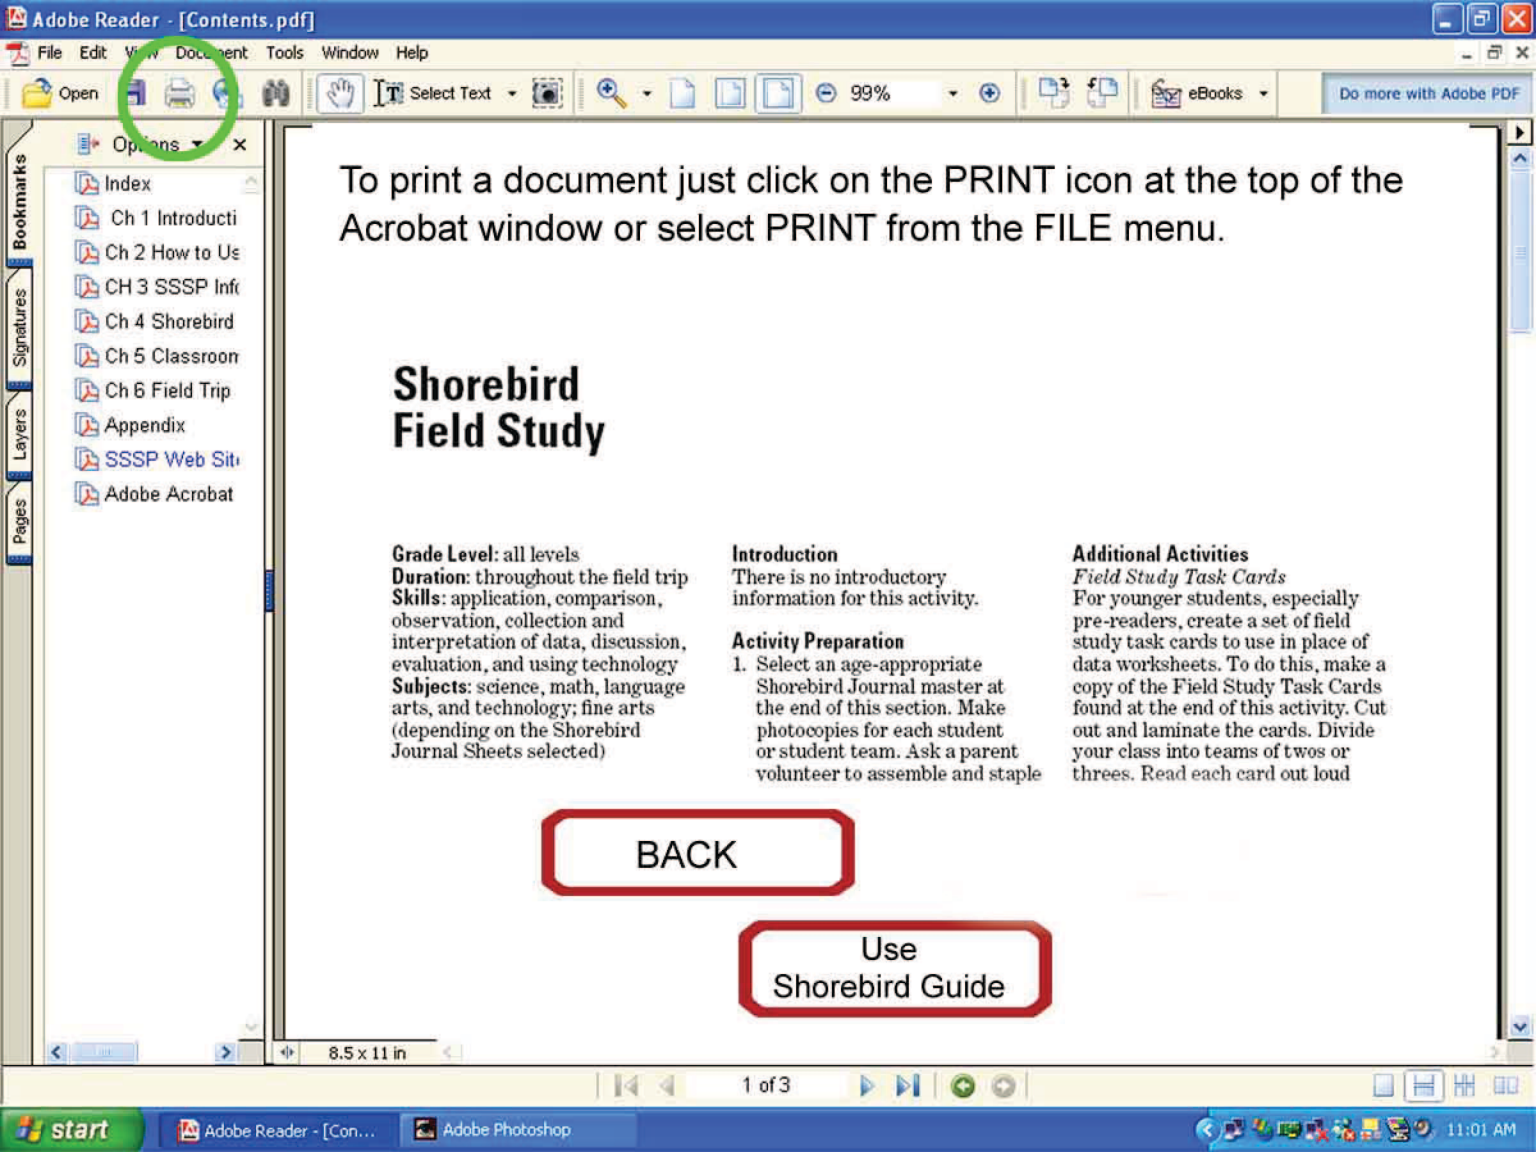 Adobe Reader - [Contents.pdf]
File Edit View Document Tools Window Help
Open Select Text 99% eBooks Do more with Adobe PDF
Options
Bookmarks
Signatures
Layers
Pages
Index
Ch 1 Introducti
Ch 2 How to Us
CH 3 SSSP Info
Ch 4 Shorebird
Ch 5 Classroon
Ch 6 Field Trip
Appendix
SSSP Web Sit
Adobe Acrobat
To print a document just click on the PRINT icon at the top of the
Acrobat window or select PRINT from the FILE menu.
Shorebird
Field Study
Grade Level: all levels
Duration: throughout the field trip
Skills: application, comparison,
observation, collection and
interpretation of data, discussion,
evaluation, and using technology
Subjects: science, math, language
arts, and technology; fine arts
(depending on the Shorebird
Journal Sheets selected)
Introduction
There is no introductory
information for this activity.
Activity Preparation
1. Select an age-appropriate
Shorebird Journal master at
the end of this section. Make
photocopies for each student
or student team. Ask a parent
volunteer to assemble and staple
Additional Activities
Field Study Task Cards
For younger students, especially
pre-readers, create a set of field
study task cards to use in place of
data worksheets. To do this, make a
copy of the Field Study Task Cards
found at the end of this activity. Cut
out and laminate the cards. Divide
your class into teams of twos or
threes. Read each card out loud
BACK
Use
Shorebird Guide
8.5 x 11 in
1 of 3
start Adobe Reader - [Con... Adobe Photoshop 11:01 AM